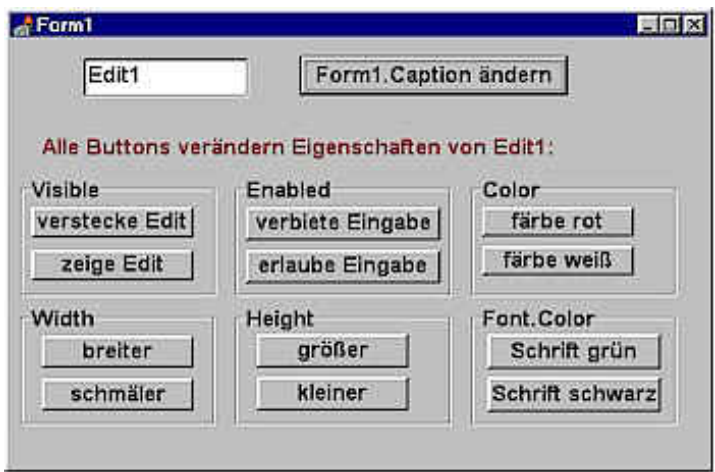 Form1
Edit1 Form1.Caption ändern
Alle Buttons verändern Eigenschaften von Edit1:
Visible Enabled Color
verstecke Edit verbiete Eingabe färbe rot
zeige Edit erlaube Eingabe färbe weiß
Width Height Font.Color
breiter größer Schrift grün
schmäler kleiner Schrift schwarz